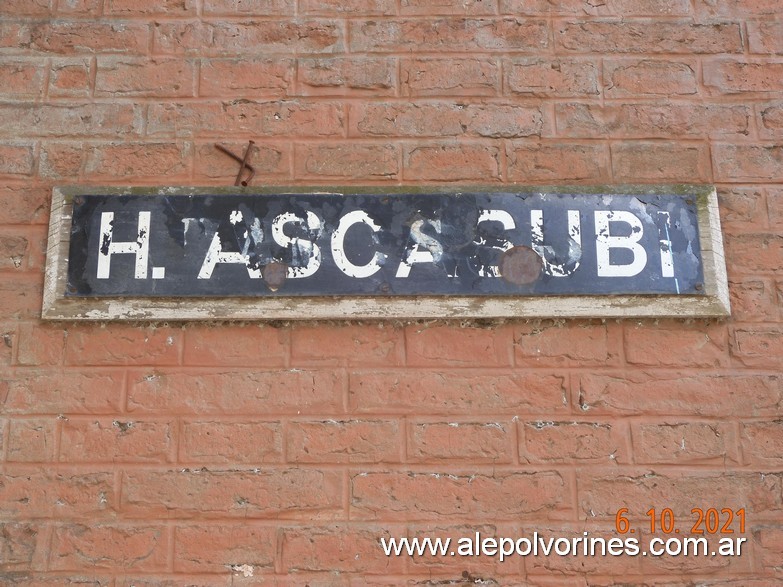 H. ASCASUBI
6. 10. 2021
www.alepolvorines.com.ar